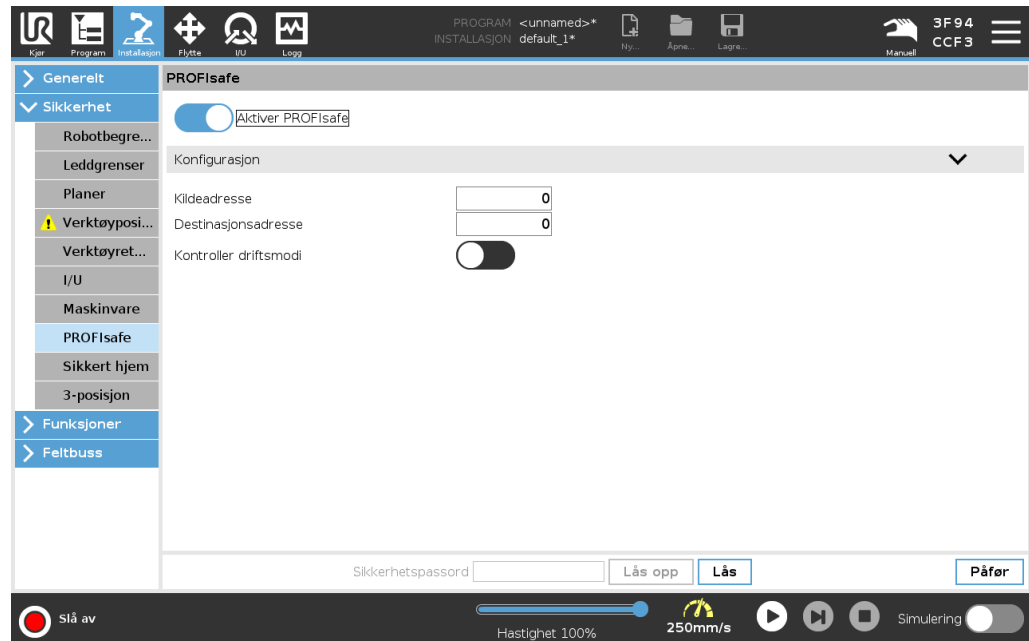 UR
PROGRAM <unnamed>*
INSTALLASJON default_1*
Kjør Program Installasjon Flytte I/U Logg
Ny... Åpne... Lagre...
Manuell
3F94
CCF3
Generelt
Sikkerhet
Robotbegre...
Leddgrenser
Planer
Verktøyposi...
Verktøyret...
I/U
Maskinvare
PROFIsafe
Sikkert hjem
3-posisjon
Funksjoner
Feltbuss
PROFIsafe
Aktiver PROFIsafe
Konfigurasjon
Kildeadresse 0
Destinasjonsadresse 0
Kontroller driftsmodi
Sikkerhetspassord Lås opp Lås Påfør
Slå av
Hastighet 100%
250mm/s
Simulering